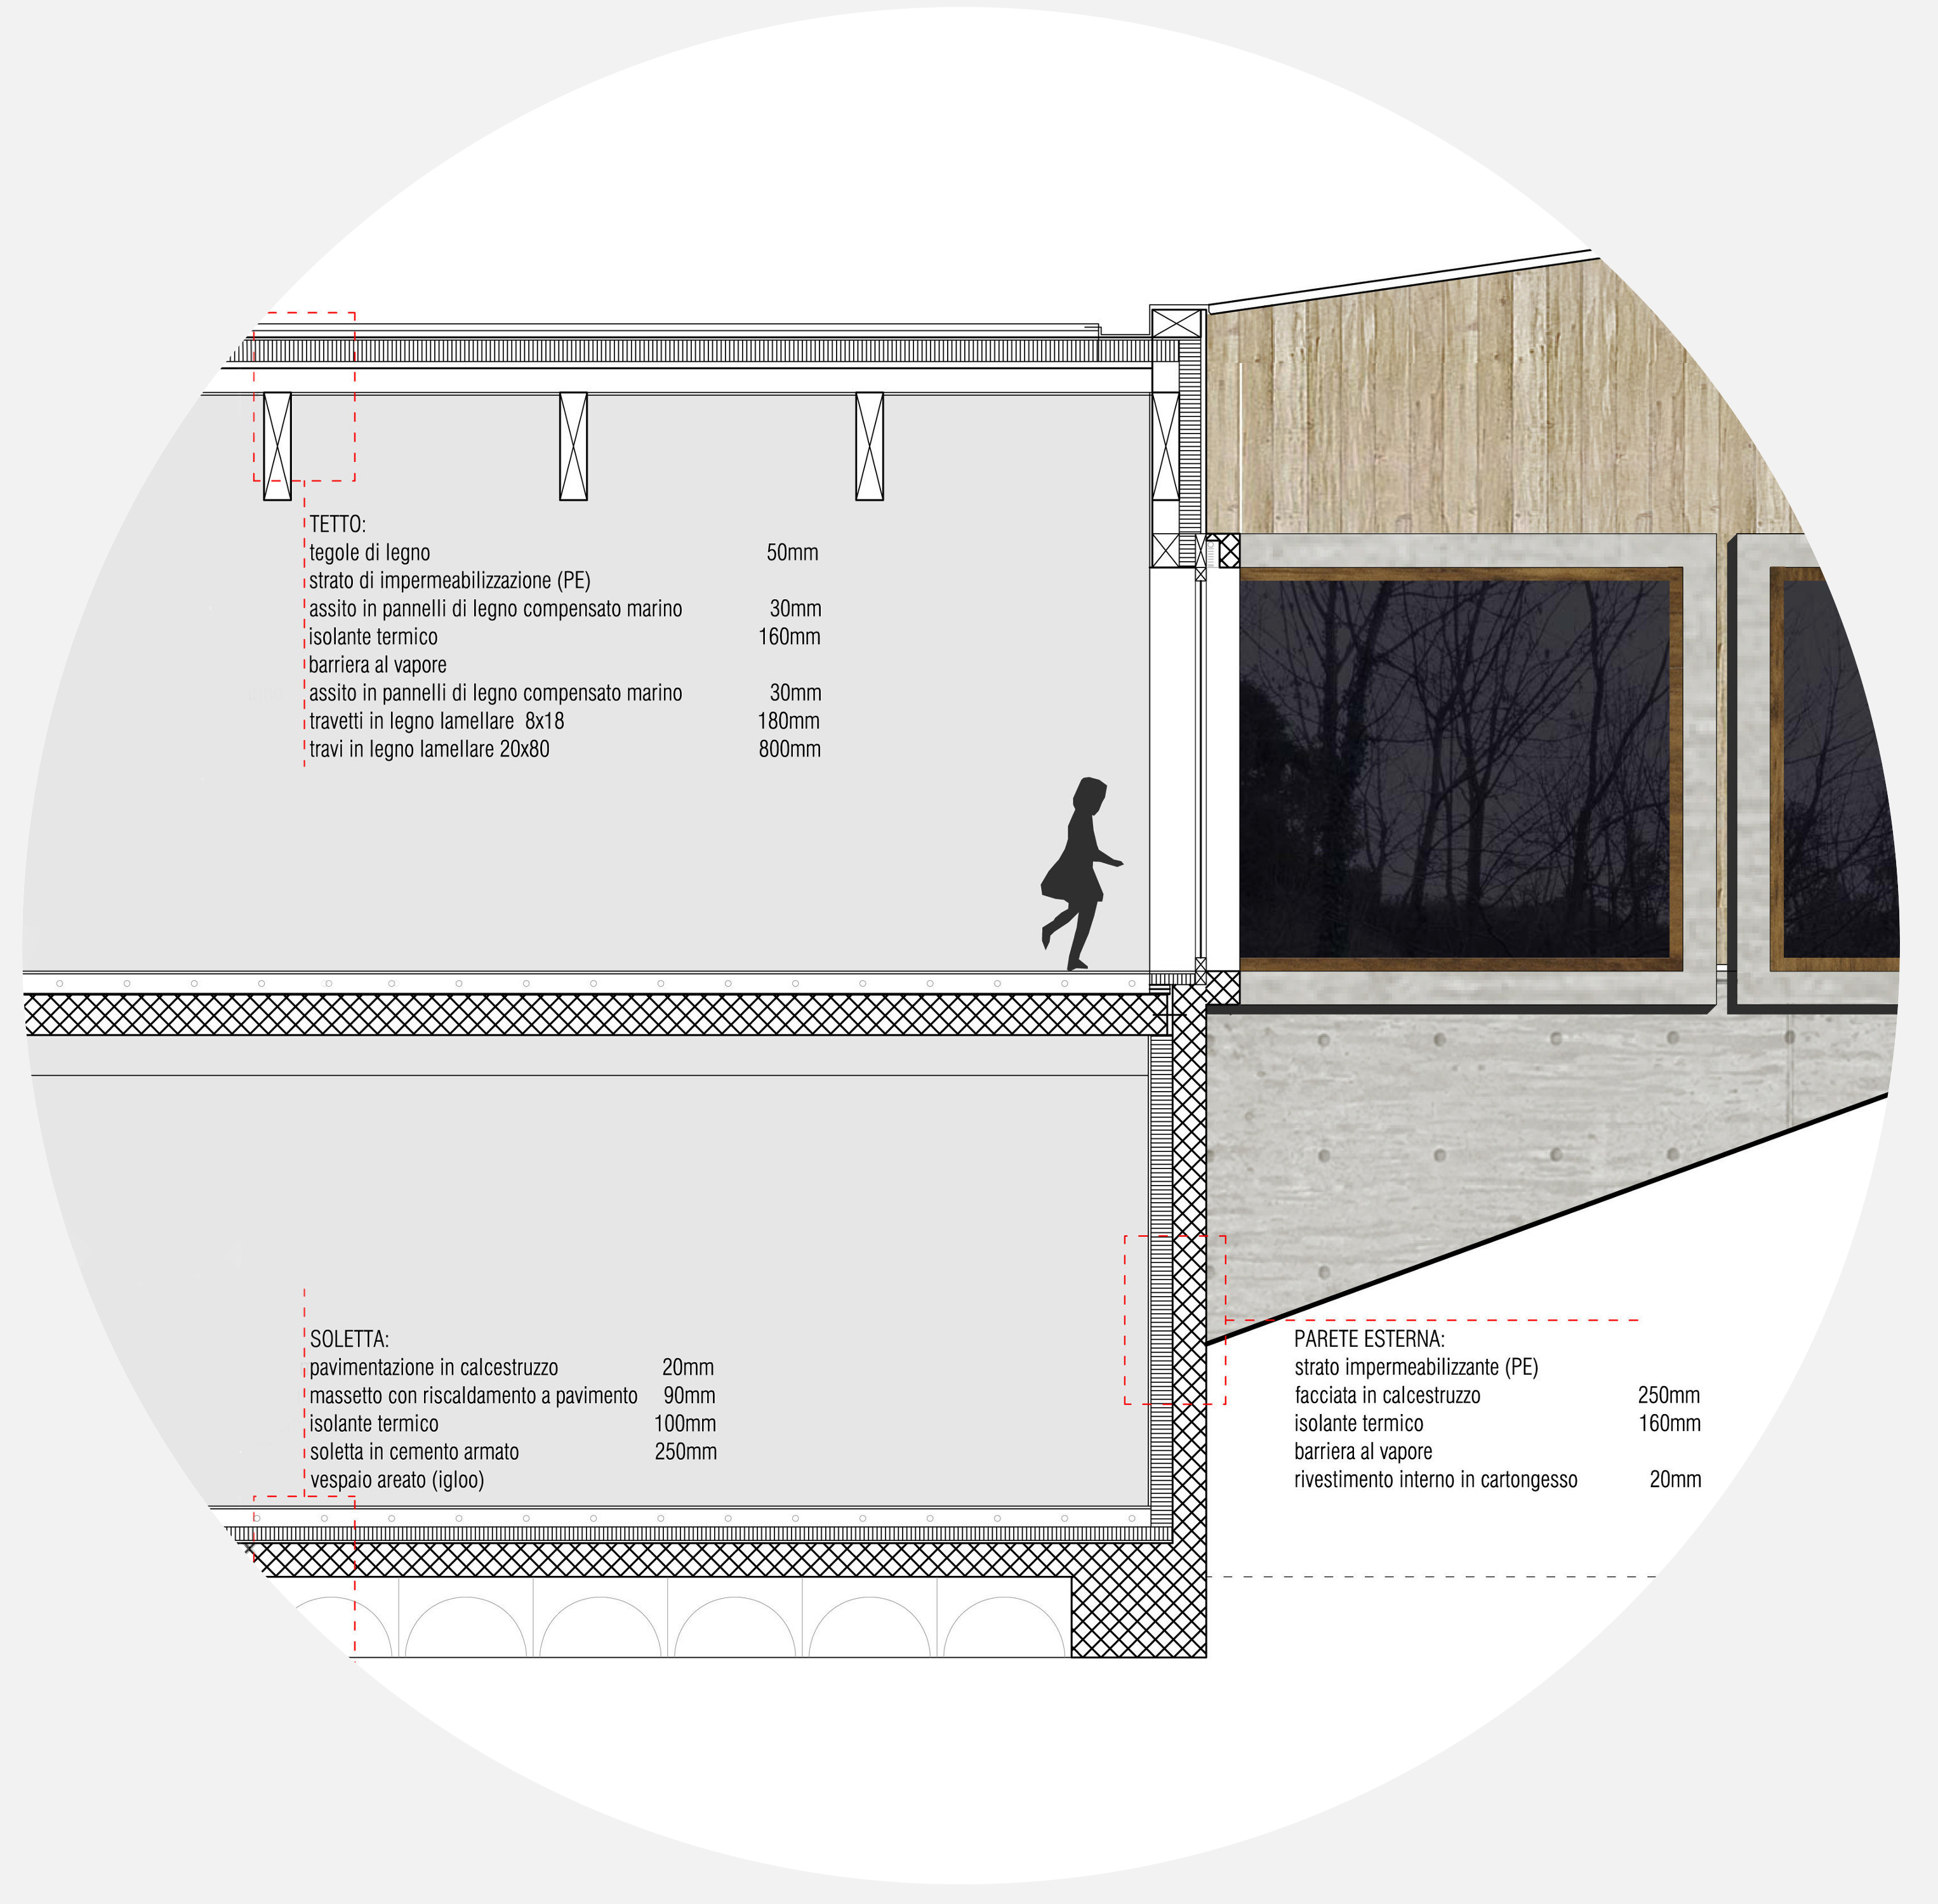 TETTO:
tegole di legno 50mm
strato di impermeabilizzazione (PE)
assito in pannelli di legno compensato marino 30mm
isolante termico 160mm
barriera al vapore
assito in pannelli di legno compensato marino 30mm
travetti in legno lamellare 8x18 180mm
travi in legno lamellare 20x80 800mm
SOLETTA:
pavimentazione in calcestruzzo 20mm
massetto con riscaldamento a pavimento 90mm
isolante termico 100mm
soletta in cemento armato 250mm
vespaio areato (igloo)
PARETE ESTERNA:
strato impermeabilizzante (PE)
facciata in calcestruzzo 250mm
isolante termico 160mm
barriera al vapore
rivestimento interno in cartongesso 20mm